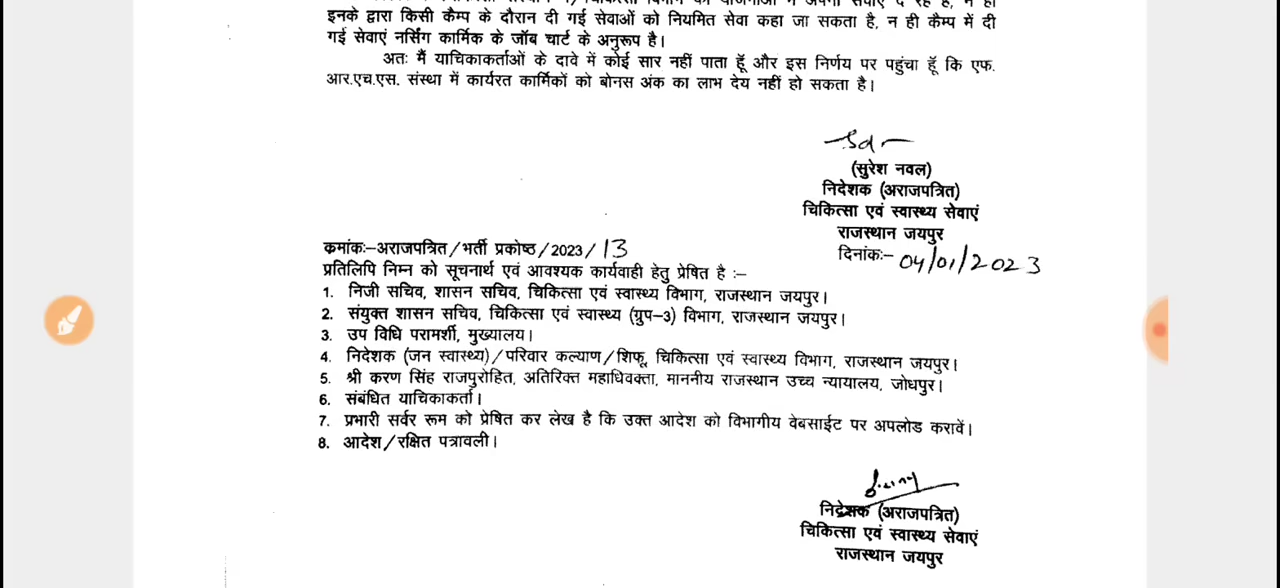 इनके द्वारा किसी कैम्प के दौरान दी गई सेवाओं को नियमित सेवा कहा जा सकता है, न ही कैम्प में दी
गई सेवाएं नर्सिंग कार्मिक के जॉब चार्ट के अनुरूप है।
अतः मैं याचिकाकर्ताओं के दावे में कोई सार नहीं पाता हूँ और इस निर्णय पर पहुंचा हूँ कि एफ.
आर.एच.एस. संस्था में कार्यरत कार्मिकों को बोनस अंक का लाभ देय नहीं हो सकता है।
(सुरेश नवल)
निदेशक (अराजपत्रित)
चिकित्सा एवं स्वास्थ्य सेवाएं
राजस्थान जयपुर
क्रमांकः–अराजपत्रित/भर्ती प्रकोष्ठ/2023/13
दिनांकः– 04/01/2023
प्रतिलिपि निम्न को सूचनार्थ एवं आवश्यक कार्यवाही हेतु प्रेषित है :–
1. निजी सचिव, शासन सचिव, चिकित्सा एवं स्वास्थ्य विभाग, राजस्थान जयपुर।
2. संयुक्त शासन सचिव, चिकित्सा एवं स्वास्थ्य (ग्रुप–3) विभाग, राजस्थान जयपुर।
3. उप विधि परामर्शी, मुख्यालय।
4. निदेशक (जन स्वास्थ्य)/परिवार कल्याण/शिफू, चिकित्सा एवं स्वास्थ्य विभाग, राजस्थान जयपुर।
5. श्री करण सिंह राजपुरोहित, अतिरिक्त महाधिवक्ता, माननीय राजस्थान उच्च न्यायालय, जोधपुर।
6. संबंधित याचिकाकर्ता।
7. प्रभारी सर्वर रूम को प्रेषित कर लेख है कि उक्त आदेश को विभागीय वेबसाईट पर अपलोड करावें।
8. आदेश/रक्षित पत्रावली।
निदेशक (अराजपत्रित)
चिकित्सा एवं स्वास्थ्य सेवाएं
राजस्थान जयपुर